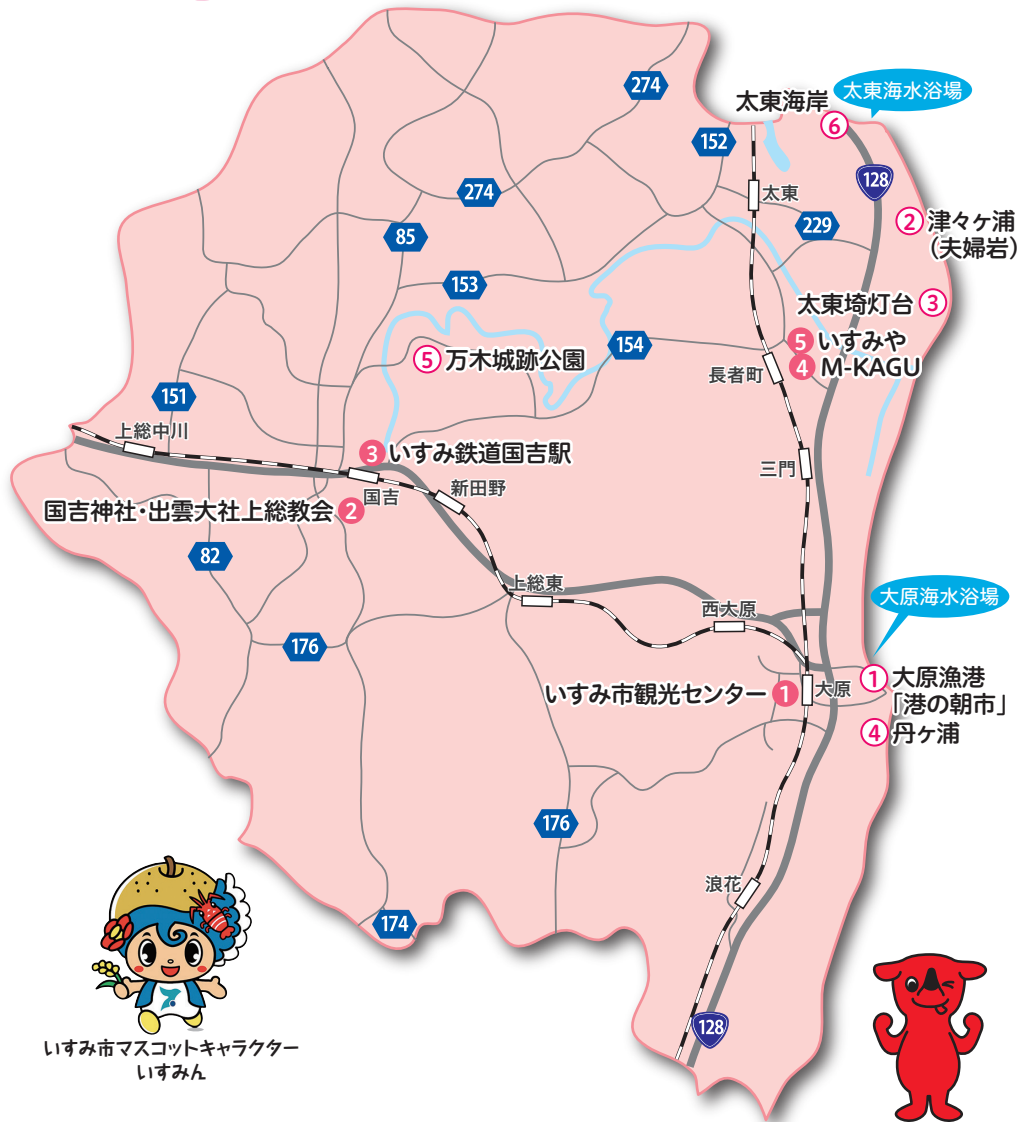 274
太東海岸
太東海水浴場
⑥
152
128
274
太東
85
229
② 津々ヶ浦
（夫婦岩）
153
太東埼灯台 ③
154
⑤ いすみや
④ M-KAGU
⑤ 万木城跡公園
長者町
151
上総中川
③ いすみ鉄道国吉駅
三門
国吉
新田野
国吉神社・出雲大社上総教会 ②
82
上総東
西大原
大原海水浴場
176
① 大原漁港
「港の朝市」
いすみ市観光センター ①
大原
④ 丹ヶ浦
176
浪花
174
128
いすみ市マスコットキャラクター
いすみん